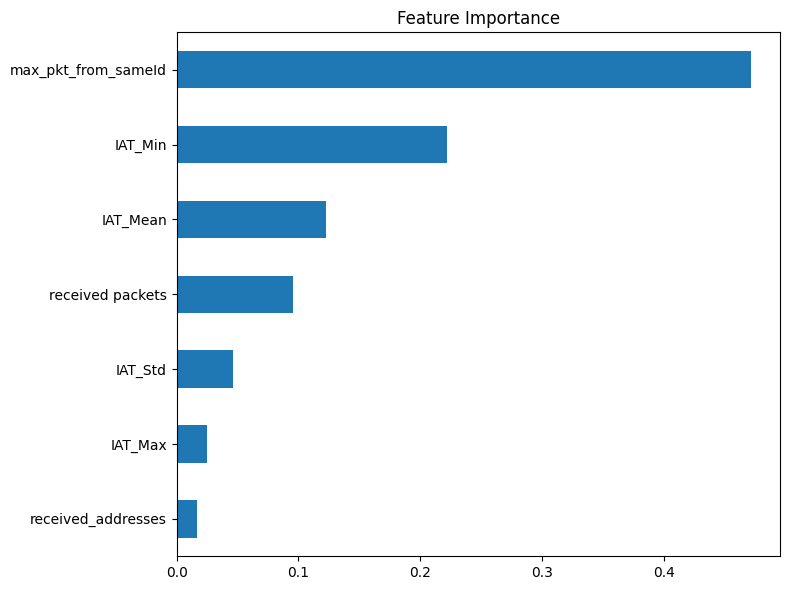 Feature Importance
max_pkt_from_sameId
IAT_Min
IAT_Mean
received packets
IAT_Std
IAT_Max
received_addresses
0.0 0.1 0.2 0.3 0.4